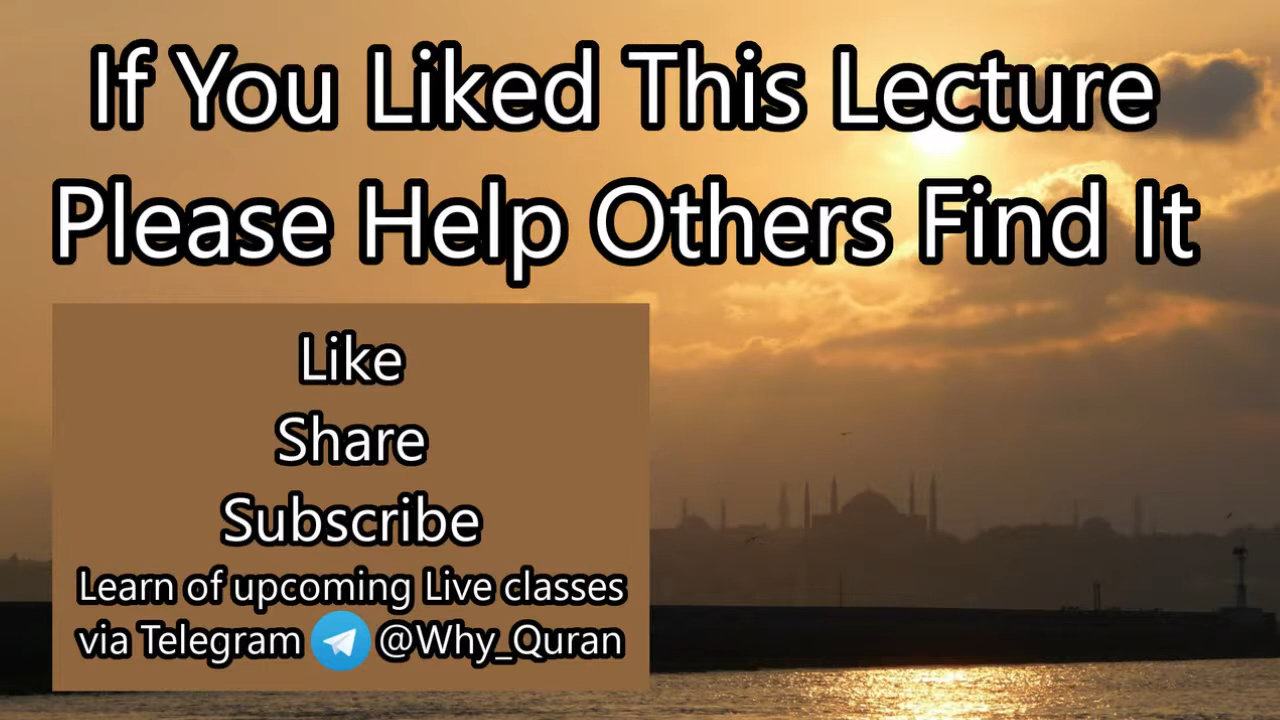 If You Liked This Lecture
Please Help Others Find It
Like
Share
Subscribe
Learn of upcoming Live classes
via Telegram @Why_Quran